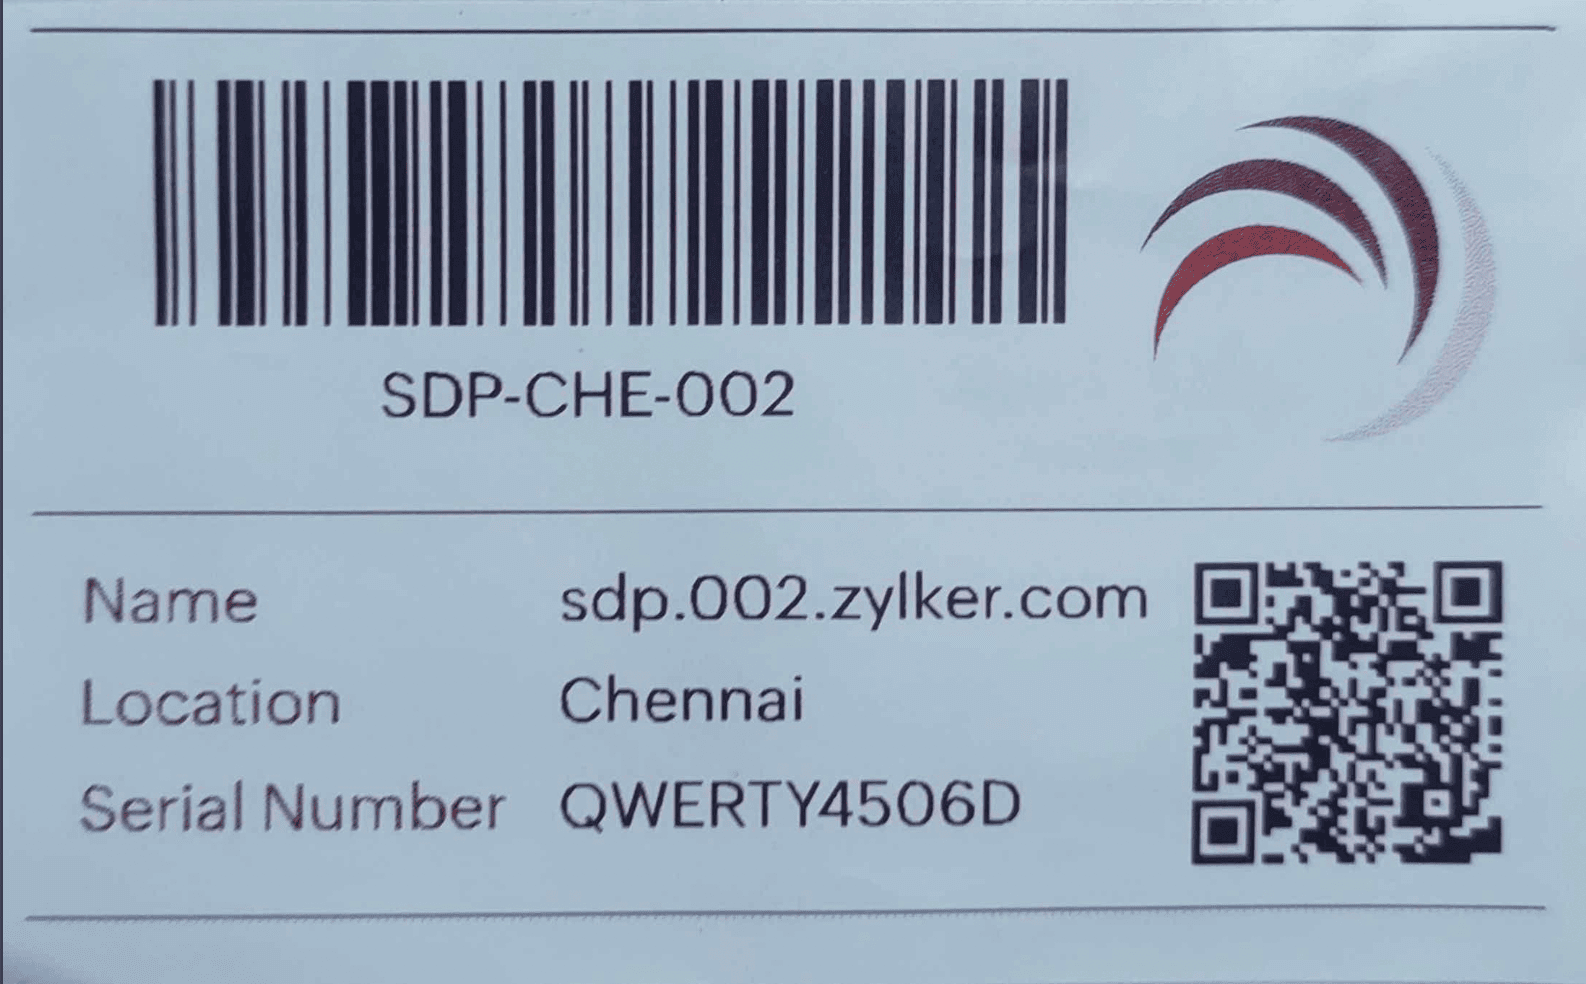 SDP-CHE-002
Name sdp.002.zylker.com
Location Chennai
Serial Number QWERTY4506D